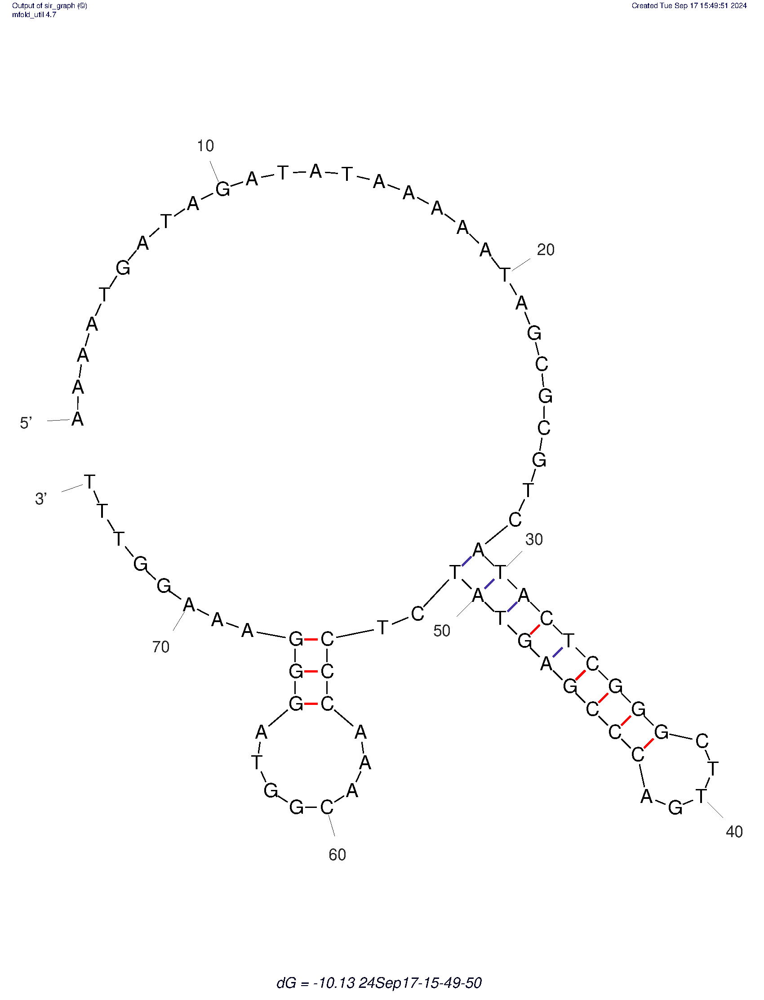 Output of sir_graph (©)
mfold_util 4.7
Created Tue Sep 17 15:49:51 2024
5'
A
A
A
A
T
G
A
T
A
G
10
A
T
A
T
A
A
A
A
A
T
20
A
G
C
G
C
G
T
C
A
T
30
A
C
T
C
G
G
G
C
T
T
40
G
A
C
C
C
G
A
G
T
A
50
T
C
T
C
C
C
A
A
A
C
60
G
G
T
A
G
G
G
A
A
A
70
G
G
T
T
T
3'
dG = -10.13 24Sep17-15-49-50